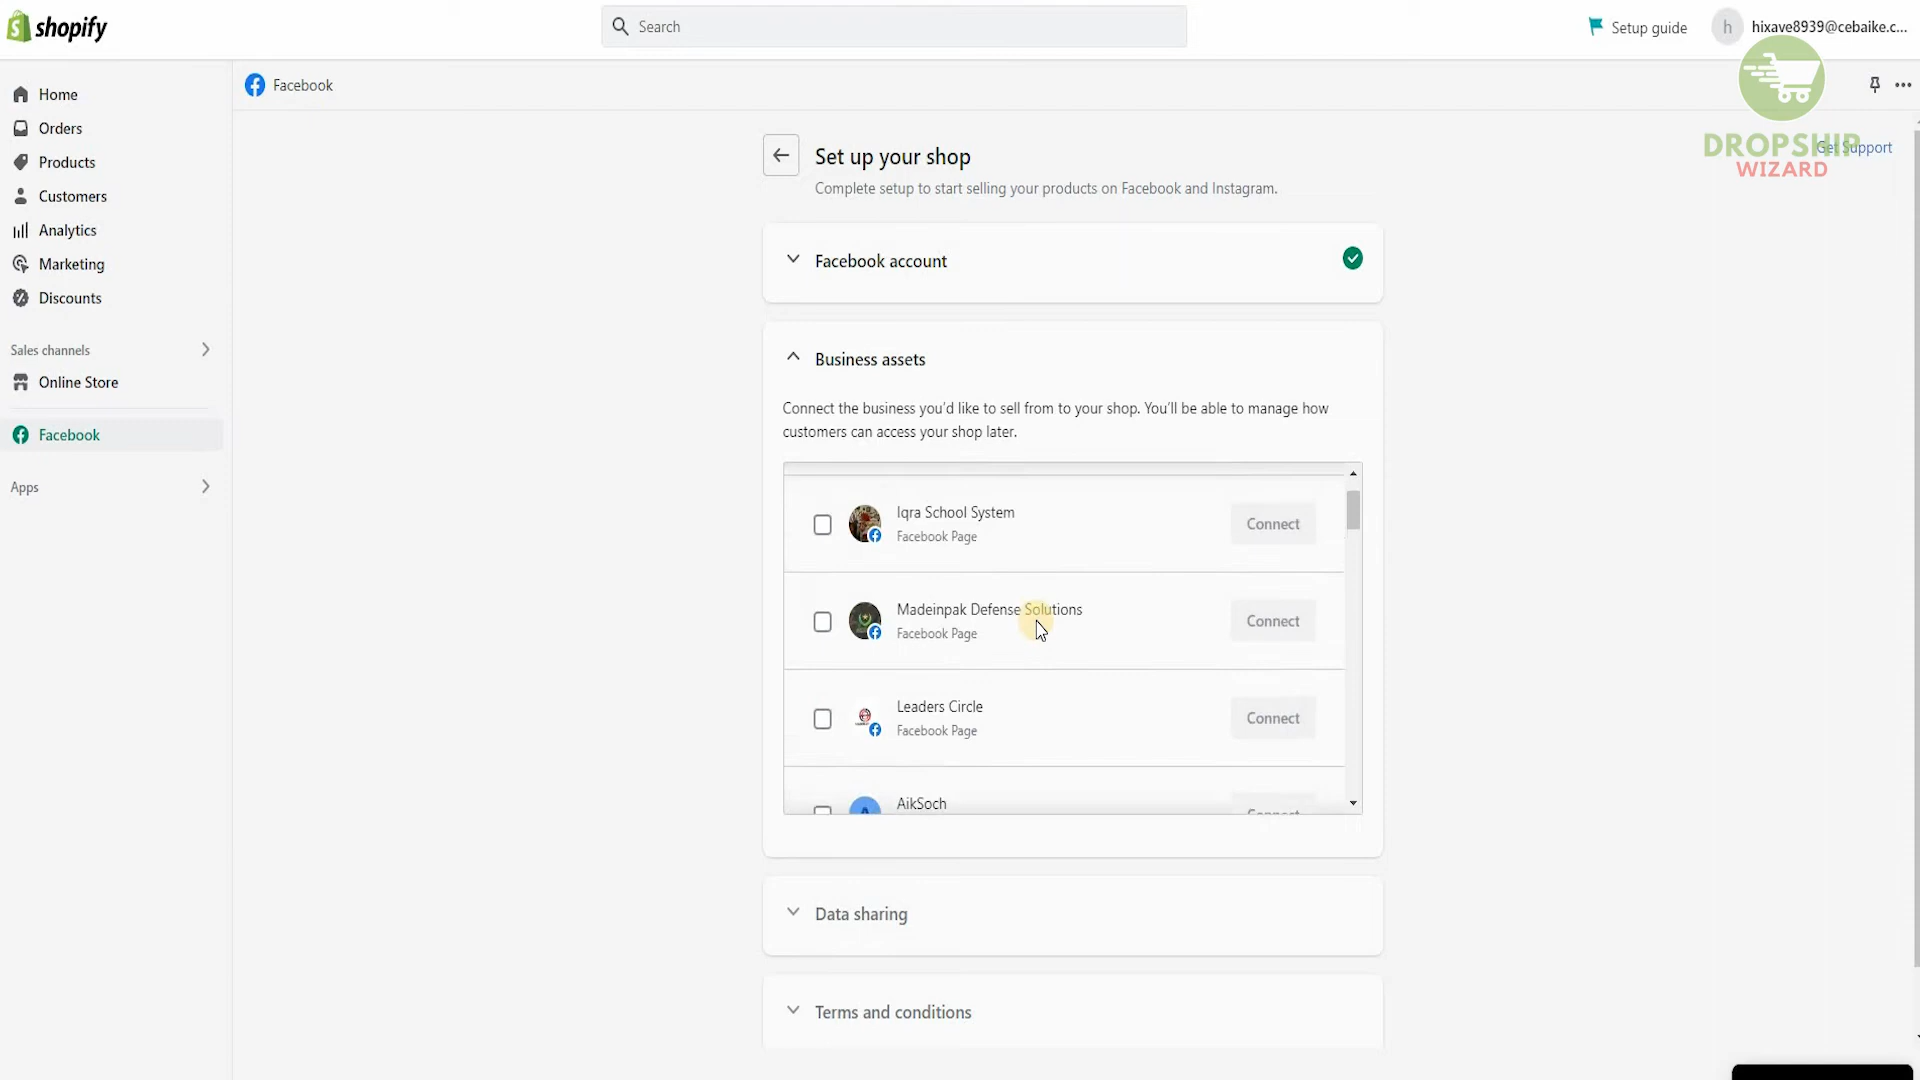 shopify
Search
Setup guide
h
hixave8939@cebaike.c...
Home
Orders
Products
Customers
Analytics
Marketing
Discounts
Sales channels
Online Store
Facebook
Apps
Facebook
DROPSHIP
WIZARD
Get Support
Set up your shop
Complete setup to start selling your products on Facebook and Instagram.
Facebook account
Business assets
Connect the business you'd like to sell from to your shop. You'll be able to manage how
customers can access your shop later.
Iqra School System
Facebook Page
Connect
Madeinpak Defense Solutions
Facebook Page
Connect
Leaders Circle
Facebook Page
Connect
AikSoch
Connect
Data sharing
Terms and conditions